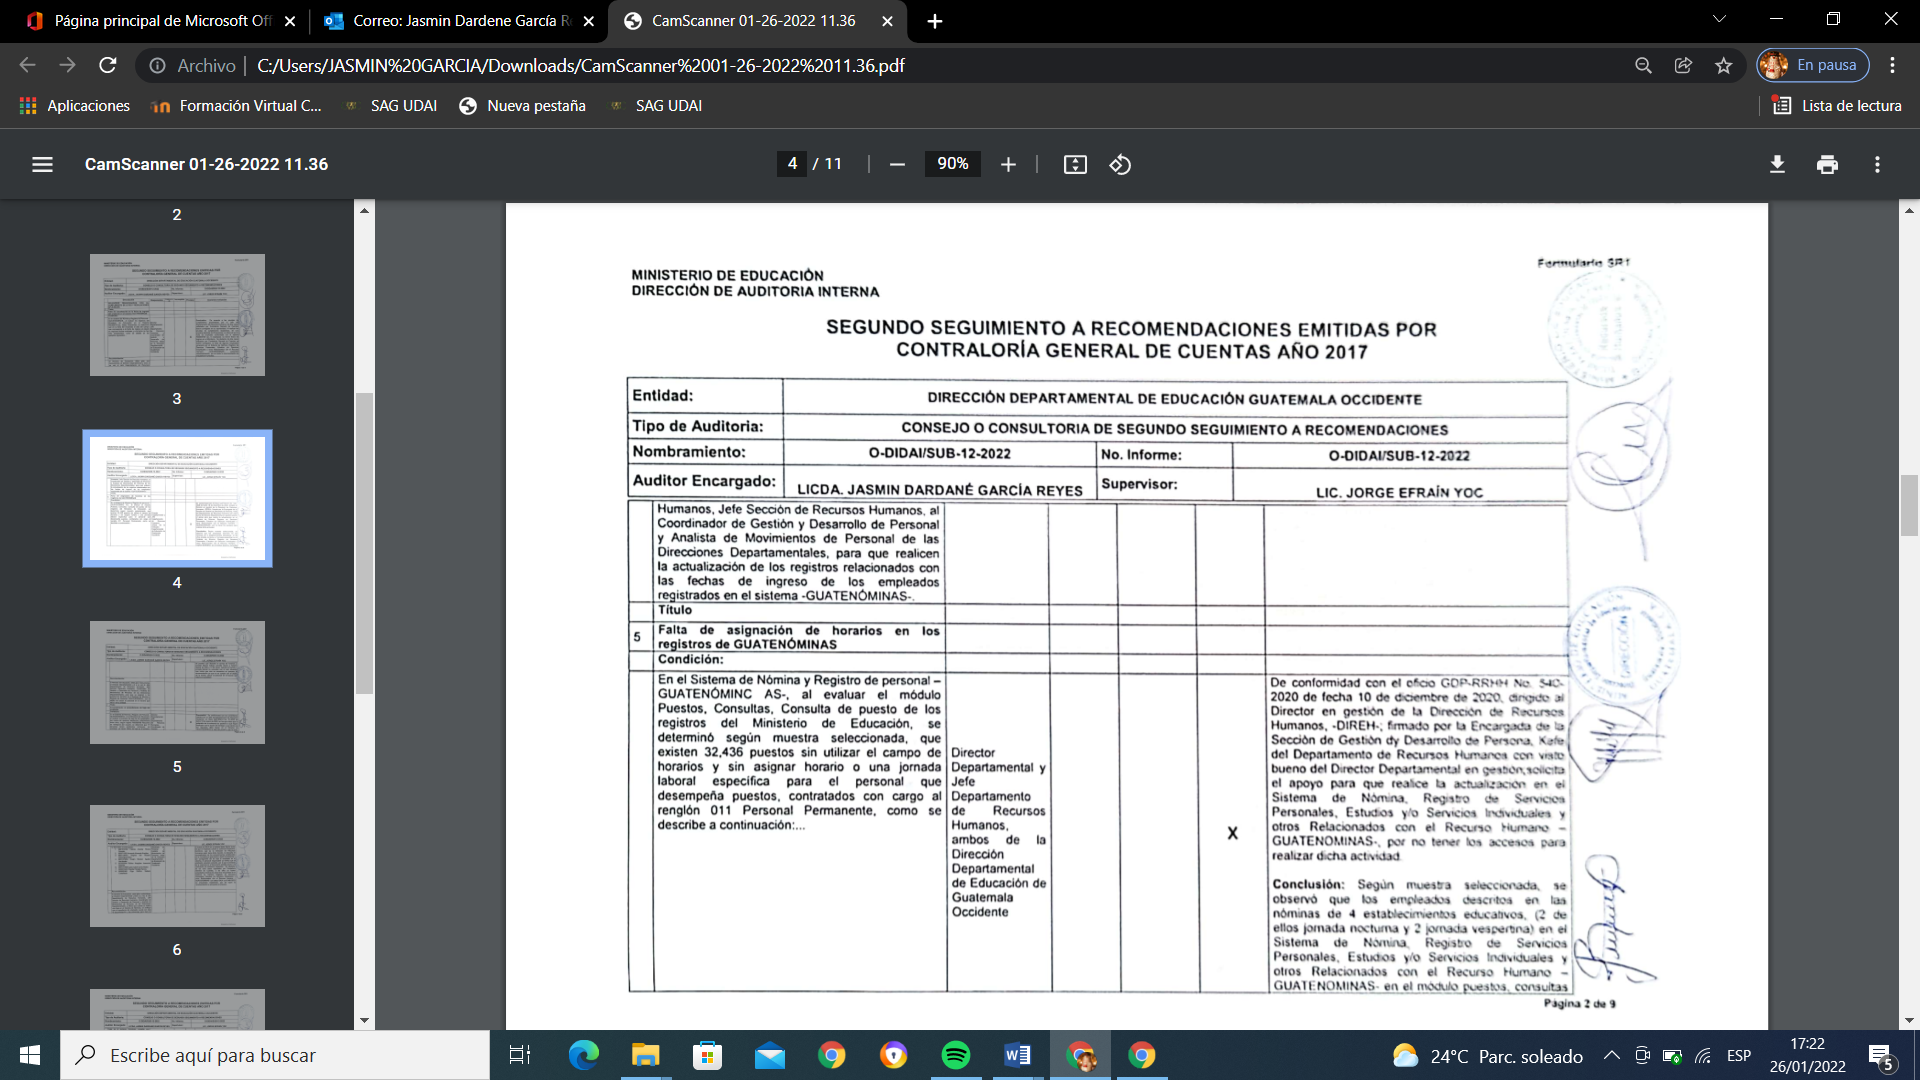 Página principal de Microsoft Off
Correo: Jasmin Dardene García R
CamScanner 01-26-2022 11.36
Archivo
C:/Users/JASMIN%20GARCIA/Downloads/CamScanner%2001-26-2022%2011.36.pdf
En pausa
Aplicaciones
Formación Virtual C...
SAG UDAI
Nueva pestaña
SAG UDAI
Lista de lectura
CamScanner 01-26-2022 11.36
4 / 11
90%
2
3
4
5
6
Formulario SR1
MINISTERIO DE EDUCACIÓN
DIRECCIÓN DE AUDITORIA INTERNA
SEGUNDO SEGUIMIENTO A RECOMENDACIONES EMITIDAS POR
CONTRALORÍA GENERAL DE CUENTAS AÑO 2017
Entidad:
DIRECCIÓN DEPARTAMENTAL DE EDUCACIÓN GUATEMALA OCCIDENTE
Tipo de Auditoria:
CONSEJO O CONSULTORIA DE SEGUNDO SEGUIMIENTO A RECOMENDACIONES
Nombramiento:
O-DIDAI/SUB-12-2022
No. Informe:
O-DIDAI/SUB-12-2022
Auditor Encargado:
LICDA. JASMIN DARDANÉ GARCÍA REYES
Supervisor:
LIC. JORGE EFRAÍN YOC
Humanos, Jefe Sección de Recursos Humanos, al
Coordinador de Gestión y Desarrollo de Personal
y Analista de Movimientos de Personal de las
Direcciones Departamentales, para que realicen
la actualización de los registros relacionados con
las fechas de ingreso de los empleados
registrados en el sistema -GUATENÓMINAS-.
Título
5
Falta de asignación de horarios en los
registros de GUATENÓMINAS
Condición:
En el Sistema de Nómina y Registro de personal –
GUATENÓMINC AS-, al evaluar el módulo
Puestos, Consultas, Consulta de puesto de los
registros del Ministerio de Educación, se
determinó según muestra seleccionada, que
existen 32,436 puestos sin utilizar el campo de
horarios y sin asignar horario o una jornada
laboral específica para el personal que
desempeña puestos, contratados con cargo al
renglón 011 Personal Permanente, como se
describe a continuación:...
Director
Departamental y
Jefe
Departamento
de Recursos
Humanos,
ambos de la
Dirección
Departamental
de Educación de
Guatemala
Occidente
X
De conformidad con el oficio GDP-RRHH No. 540-
2020 de fecha 10 de diciembre de 2020, dirigido al
Director en gestión de la Dirección de Recursos
Humanos, -DIREH-; firmado por la Encargada de la
Sección de Gestión dy Desarrollo de Persona, Kefe
del Departamento de Recursos Humanos con visto
bueno del Director Departamental en gestión,solicita
el apoyo para que realice la actualización en el
Sistema de Nómina, Registro de Servicios
Personales, Estudios y/o Servicios Individuales y
otros Relacionados con el Recurso Humano –
GUATENOMINAS-, por no tener los accesos para
realizar dicha actividad.
Conclusión: Según muestra seleccionada, se
observó que los empleados descritos en las
nóminas de 4 establecimientos educativos, (2 de
ellos jornada nocturna y 2 jornada vespertina) en el
Sistema de Nómina, Registro de Servicios
Personales, Estudios y/o Servicios Individuales y
otros Relacionados con el Recurso Humano –
GUATENOMINAS- en el módulo puestos, consultas
DIRECCIÓN
Página 2 de 9
Escribe aquí para buscar
24°C Parc. soleado
ESP
17:22
26/01/2022
5